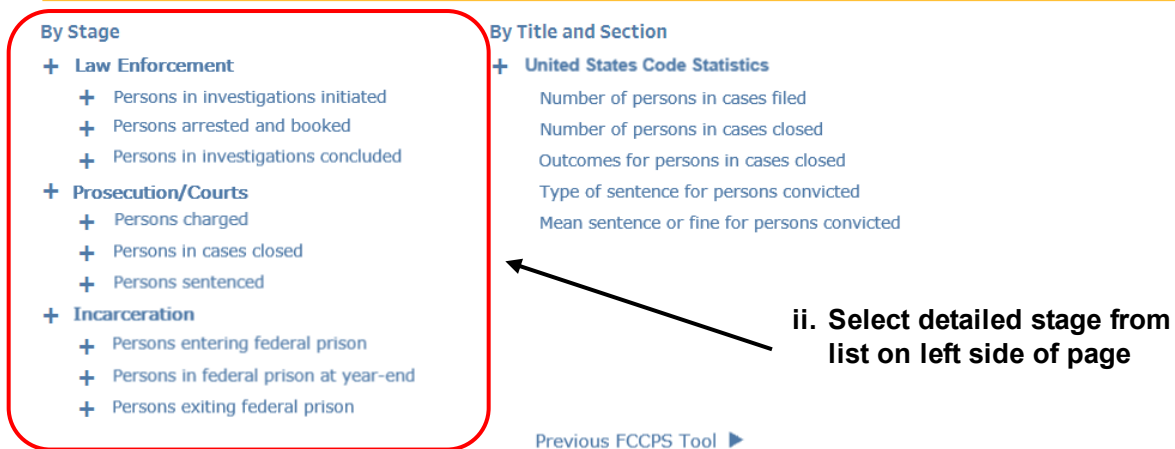 By Stage
+ Law Enforcement
+ Persons in investigations initiated
+ Persons arrested and booked
+ Persons in investigations concluded
+ Prosecution/Courts
+ Persons charged
+ Persons in cases closed
+ Persons sentenced
+ Incarceration
+ Persons entering federal prison
+ Persons in federal prison at year-end
+ Persons exiting federal prison
By Title and Section
+ United States Code Statistics
Number of persons in cases filed
Number of persons in cases closed
Outcomes for persons in cases closed
Type of sentence for persons convicted
Mean sentence or fine for persons convicted
ii. Select detailed stage from
list on left side of page
Previous FCCPS Tool ▶